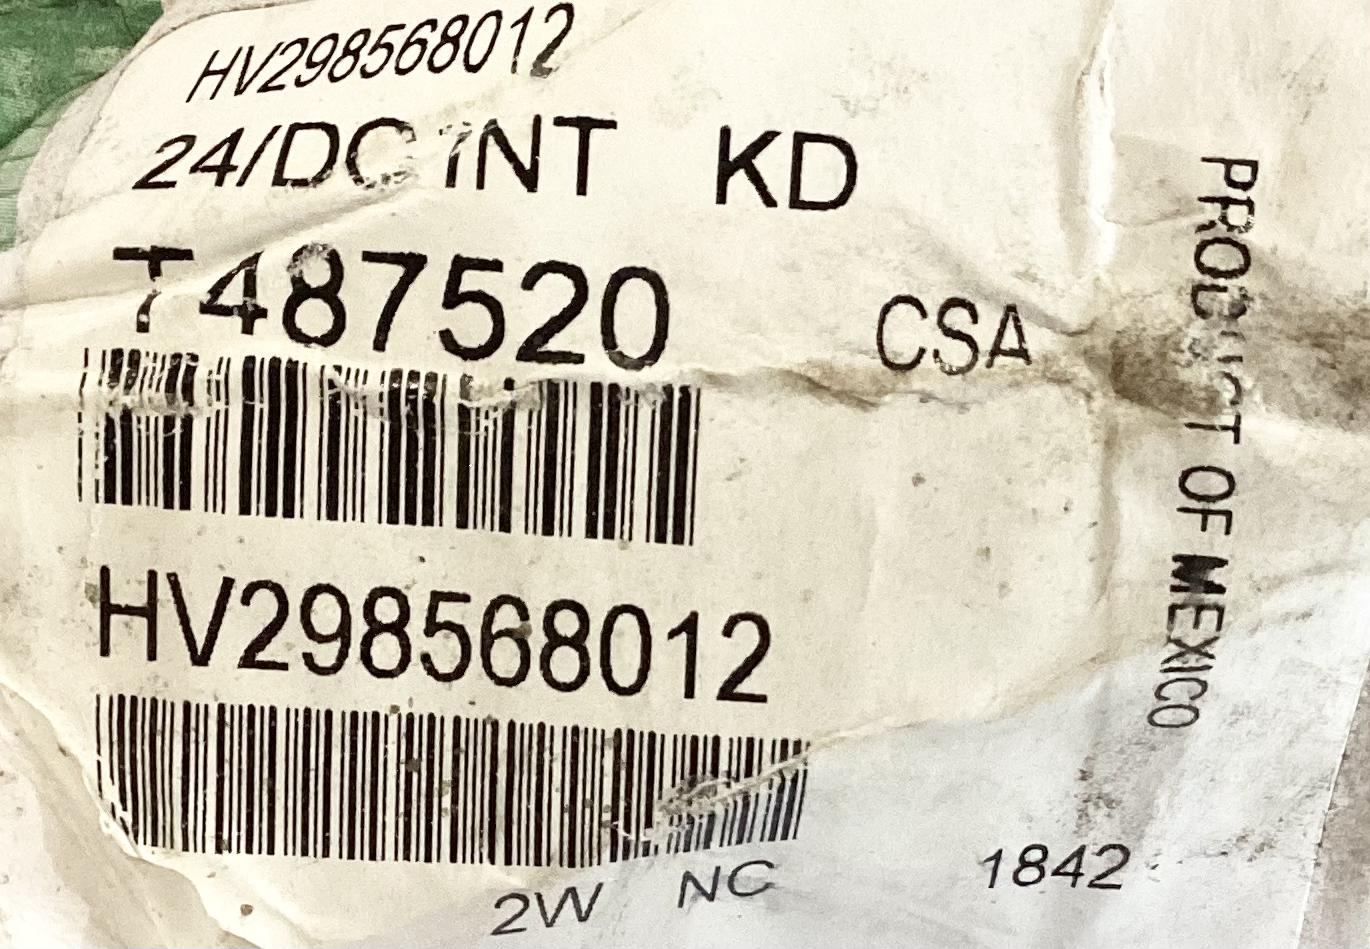 HV298568012
24/DC INT KD
T487520
CSA
HV298568012
2W NC
1842
PRODUCT OF MEXICO